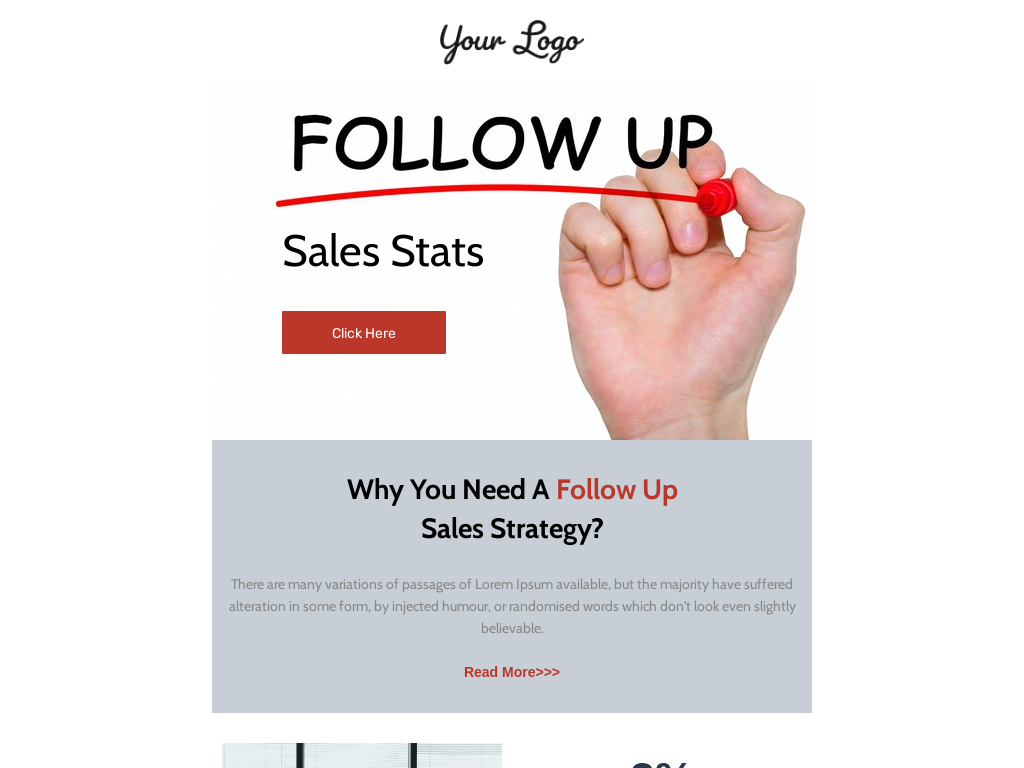 Your Logo
FOLLOW UP
Sales Stats
Click Here
Why You Need A Follow Up
Sales Strategy?
There are many variations of passages of Lorem Ipsum available, but the majority have suffered
alteration in some form, by injected humour, or randomised words which don't look even slightly
believable.
Read More>>>